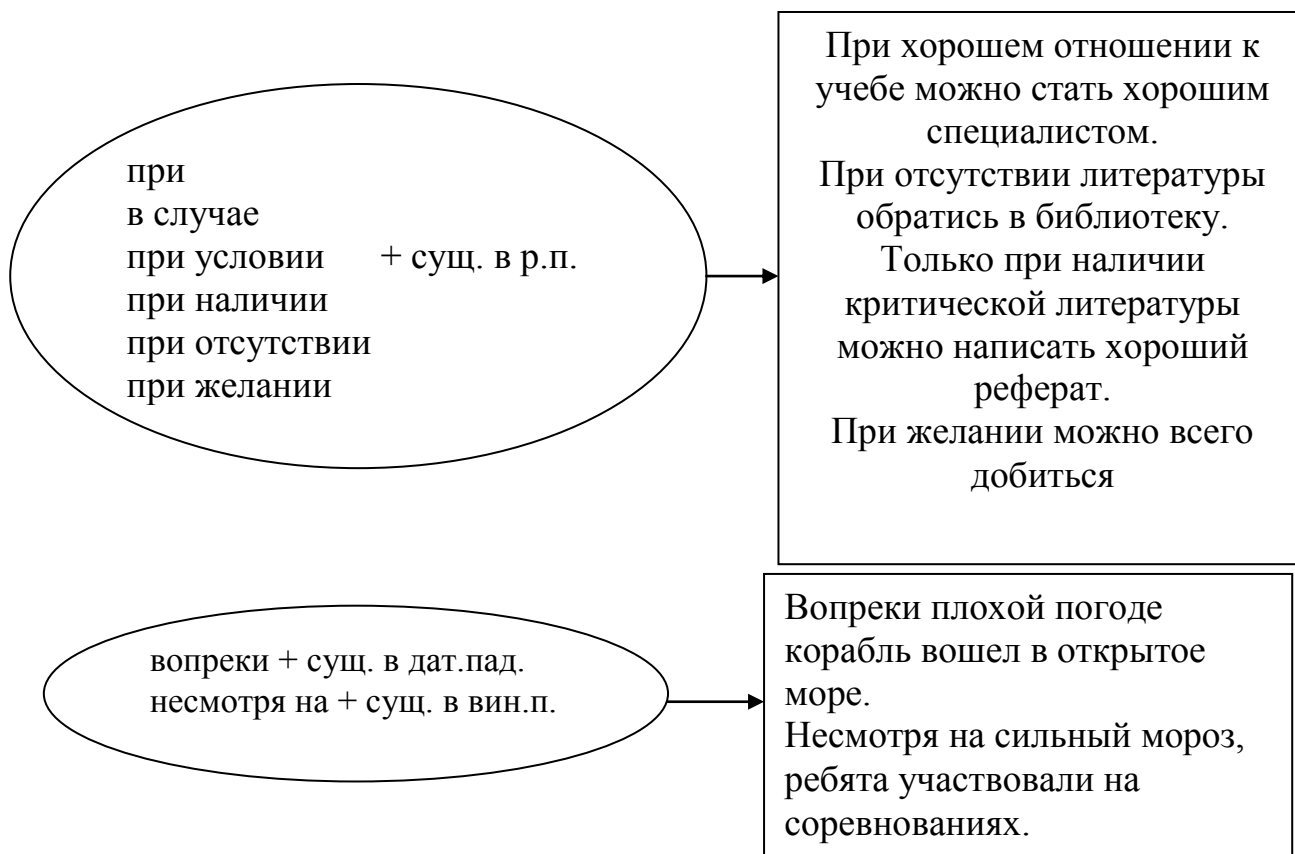 при
в случае
при условии + сущ. в р.п.
при наличии
при отсутствии
при желании
При хорошем отношении к
учебе можно стать хорошим
специалистом.
При отсутствии литературы
обратись в библиотеку.
Только при наличии
критической литературы
можно написать хороший
реферат.
При желании можно всего
добиться
вопреки + сущ. в дат.пад.
несмотря на + сущ. в вин.п.
Вопреки плохой погоде
корабль вошел в открытое
море.
Несмотря на сильный мороз,
ребята участвовали на
соревнованиях.